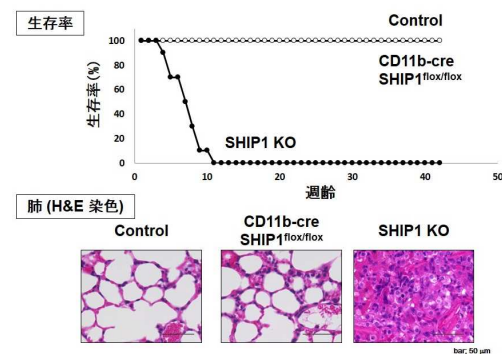 生存率
Control
100
80
60
40
30
0
生存率(%)
CD11b-cre
SHIP1flox/flox
SHIP1 KO
0
10
20
30
40
50
週齢
肺 (H&E 染色)
Control
CD11b-cre
SHIP1flox/flox
SHIP1 KO
bar; 50 μm